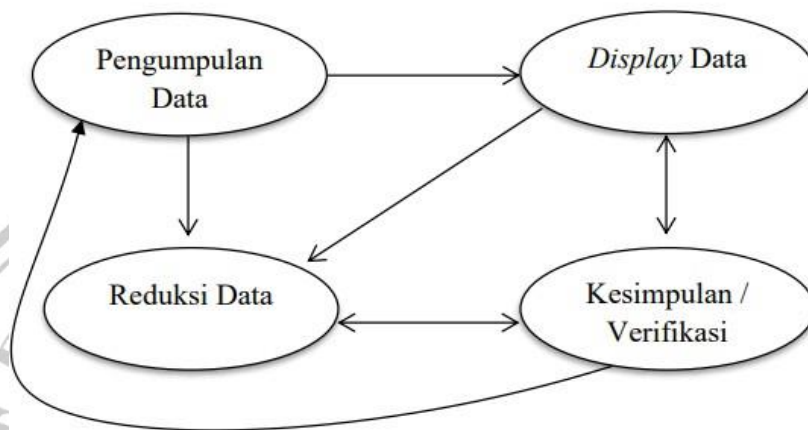 Pengumpulan
Data
Display Data
Reduksi Data
Kesimpulan /
Verifikasi